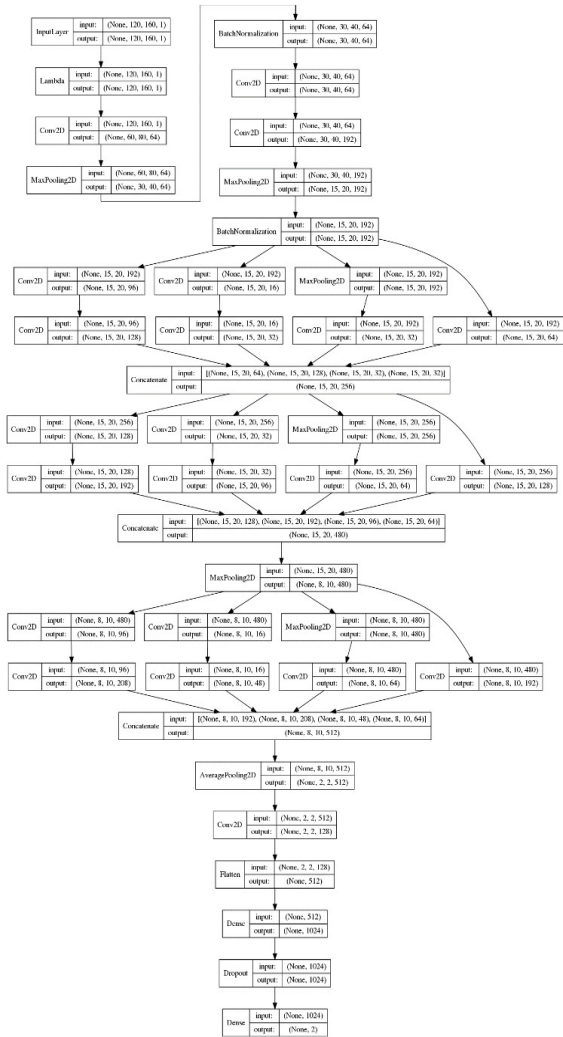 InputLayer input: (None, 120, 160, 1)
output: (None, 120, 160, 1)
Lambda input: (None, 120, 160, 1)
output: (None, 120, 160, 1)
Conv2D input: (None, 120, 160, 1)
output: (None, 60, 80, 64)
MaxPooling2D input: (None, 60, 80, 64)
output: (None, 30, 40, 64)
BatchNormalization input: (None, 30, 40, 64)
output: (None, 30, 40, 64)
Conv2D input: (None, 30, 40, 64)
output: (None, 30, 40, 64)
Conv2D input: (None, 30, 40, 64)
output: (None, 30, 40, 192)
MaxPooling2D input: (None, 30, 40, 192)
output: (None, 15, 20, 192)
BatchNormalization input: (None, 15, 20, 192)
output: (None, 15, 20, 192)
Conv2D input: (None, 15, 20, 192)
output: (None, 15, 20, 96)
Conv2D input: (None, 15, 20, 192)
output: (None, 15, 20, 16)
MaxPooling2D input: (None, 15, 20, 192)
output: (None, 15, 20, 192)
Conv2D input: (None, 15, 20, 96)
output: (None, 15, 20, 128)
Conv2D input: (None, 15, 20, 16)
output: (None, 15, 20, 32)
Conv2D input: (None, 15, 20, 192)
output: (None, 15, 20, 32)
Conv2D input: (None, 15, 20, 192)
output: (None, 15, 20, 64)
Concatenate input: [(None, 15, 20, 64), (None, 15, 20, 128), (None, 15, 20, 32), (None, 15, 20, 32)]
output: (None, 15, 20, 256)
Conv2D input: (None, 15, 20, 256)
output: (None, 15, 20, 128)
Conv2D input: (None, 15, 20, 256)
output: (None, 15, 20, 32)
MaxPooling2D input: (None, 15, 20, 256)
output: (None, 15, 20, 256)
Conv2D input: (None, 15, 20, 128)
output: (None, 15, 20, 192)
Conv2D input: (None, 15, 20, 32)
output: (None, 15, 20, 96)
Conv2D input: (None, 15, 20, 256)
output: (None, 15, 20, 64)
Conv2D input: (None, 15, 20, 256)
output: (None, 15, 20, 128)
Concatenate input: [(None, 15, 20, 128), (None, 15, 20, 192), (None, 15, 20, 96), (None, 15, 20, 64)]
output: (None, 15, 20, 480)
MaxPooling2D input: (None, 15, 20, 480)
output: (None, 8, 10, 480)
Conv2D input: (None, 8, 10, 480)
output: (None, 8, 10, 96)
Conv2D input: (None, 8, 10, 480)
output: (None, 8, 10, 16)
MaxPooling2D input: (None, 8, 10, 480)
output: (None, 8, 10, 480)
Conv2D input: (None, 8, 10, 96)
output: (None, 8, 10, 208)
Conv2D input: (None, 8, 10, 16)
output: (None, 8, 10, 48)
Conv2D input: (None, 8, 10, 480)
output: (None, 8, 10, 64)
Conv2D input: (None, 8, 10, 480)
output: (None, 8, 10, 192)
Concatenate input: [(None, 8, 10, 192), (None, 8, 10, 208), (None, 8, 10, 48), (None, 8, 10, 64)]
output: (None, 8, 10, 512)
AveragePooling2D input: (None, 8, 10, 512)
output: (None, 2, 2, 512)
Conv2D input: (None, 2, 2, 512)
output: (None, 2, 2, 128)
Flatten input: (None, 2, 2, 128)
output: (None, 512)
Dense input: (None, 512)
output: (None, 1024)
Dropout input: (None, 1024)
output: (None, 1024)
Dense input: (None, 1024)
output: (None, 2)